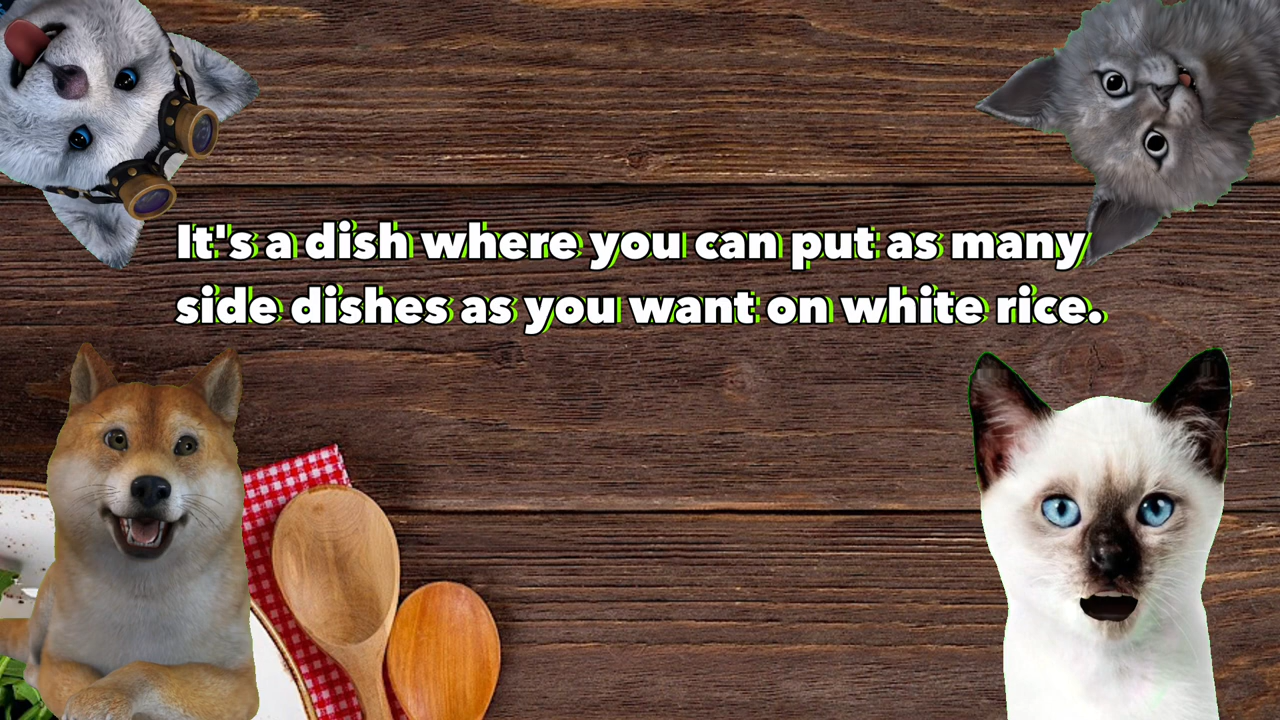 It's a dish where you can put as many
side dishes as you want on white rice.